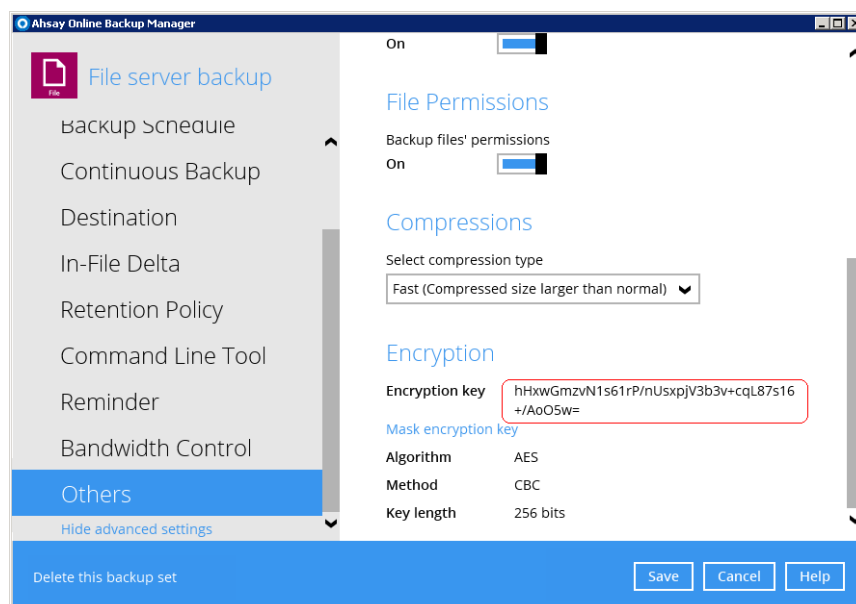 Ahsay Online Backup Manager
File
File server backup
Backup Schedule
Continuous Backup
Destination
In-File Delta
Retention Policy
Command Line Tool
Reminder
Bandwidth Control
Others
Hide advanced settings
On
File Permissions
Backup files' permissions
On
Compressions
Select compression type
Fast (Compressed size larger than normal)
Encryption
Encryption key hHxwGmzvN1s61rP/nUsxpjV3b3v+cqL87s16
+/AoO5w=
Mask encryption key
Algorithm AES
Method CBC
Key length 256 bits
Delete this backup set
Save Cancel Help